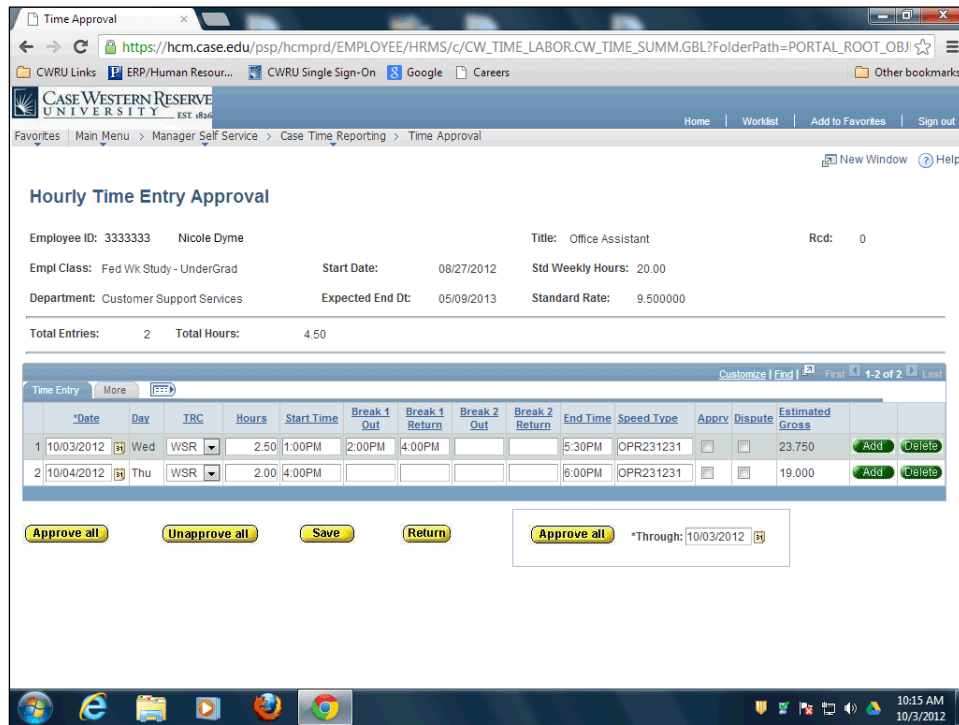 Time Approval
https://hcm.case.edu/psp/hcmprd/EMPLOYEE/HRMS/c/CW_TIME_LABOR.CW_TIME_SUMM.GBL?FolderPath=PORTAL_ROOT_OBJ
CWRU Links ERP/Human Resour... CWRU Single Sign-On Google Careers Other bookmarks
CASE WESTERN RESERVE
UNIVERSITY EST. 1826
Home | Worklist | Add to Favorites | Sign out
Favorites | Main Menu > Manager Self Service > Case Time Reporting > Time Approval
New Window ? Help
Hourly Time Entry Approval
Employee ID: 3333333 Nicole Dyme Title: Office Assistant Rcd: 0
Empl Class: Fed Wk Study - UnderGrad Start Date: 08/27/2012 Std Weekly Hours: 20.00
Department: Customer Support Services Expected End Dt: 05/09/2013 Standard Rate: 9.500000
Total Entries: 2 Total Hours: 4.50
Customize | Find | First 1-2 of 2 Last
Time Entry More
*Date Day TRC Hours Start Time Break 1 Out Break 1 Return Break 2 Out Break 2 Return End Time Speed Type Apprv Dispute Estimated Gross
1 10/03/2012 31 Wed WSR 2.50 1:00PM 2:00PM 4:00PM 5:30PM OPR231231 23.750 Add Delete
2 10/04/2012 31 Thu WSR 2.00 4:00PM 6:00PM OPR231231 19.000 Add Delete
Approve all Unapprove all Save Return Approve all *Through: 10/03/2012 31
10:15 AM
10/3/2012